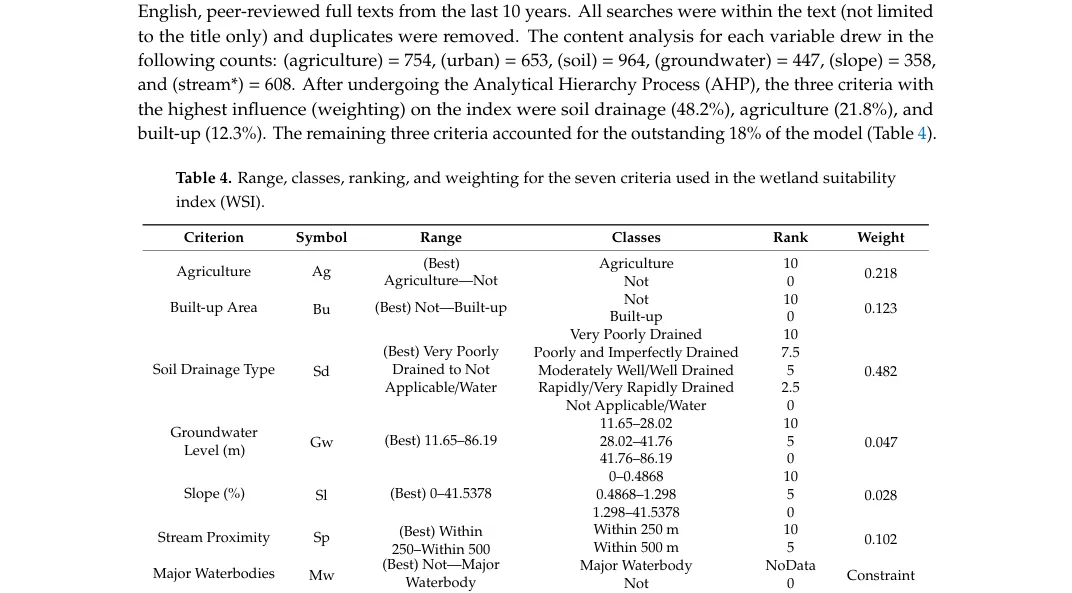 English, peer-reviewed full texts from the last 10 years. All searches were within the text (not limited
to the title only) and duplicates were removed. The content analysis for each variable drew in the
following counts: (agriculture) = 754, (urban) = 653, (soil) = 964, (groundwater) = 447, (slope) = 358,
and (stream*) = 608. After undergoing the Analytical Hierarchy Process (AHP), the three criteria with
the highest influence (weighting) on the index were soil drainage (48.2%), agriculture (21.8%), and
built-up (12.3%). The remaining three criteria accounted for the outstanding 18% of the model (Table 4).
Table 4. Range, classes, ranking, and weighting for the seven criteria used in the wetland suitability
index (WSI).
Criterion Symbol Range Classes Rank Weight
Agriculture Ag (Best) Agriculture 10 0.218
Agriculture—Not Not 0
Built-up Area Bu (Best) Not—Built-up Not 10 0.123
Built-up 0
Very Poorly Drained 10
(Best) Very Poorly Poorly and Imperfectly Drained 7.5
Soil Drainage Type Sd Drained to Not Moderately Well/Well Drained 5 0.482
Applicable/Water Rapidly/Very Rapidly Drained 2.5
Not Applicable/Water 0
Groundwater 11.65–28.02 10
Level (m) Gw (Best) 11.65–86.19 28.02–41.76 5 0.047
41.76–86.19 0
0–0.4868 10
Slope (%) Sl (Best) 0–41.5378 0.4868–1.298 5 0.028
1.298–41.5378 0
Stream Proximity Sp (Best) Within Within 250 m 10 0.102
250–Within 500 Within 500 m 5
Major Waterbodies Mw (Best) Not—Major Major Waterbody NoData Constraint
Waterbody Not 0